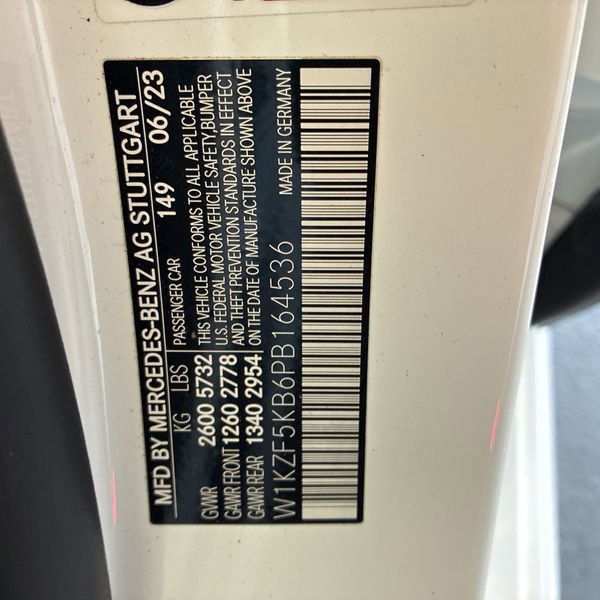 MFD BY MERCEDES-BENZ AG STUTTGART
149 06/23
KG LBS
GVWR 2600 5732
GAWR FRONT 1260 2778
GAWR REAR 1340 2954
PASSENGER CAR
THIS VEHICLE CONFORMS TO ALL APPLICABLE
U.S. FEDERAL MOTOR VEHICLE SAFETY,BUMPER
AND THEFT PREVENTION STANDARDS IN EFFECT
ON THE DATE OF MANUFACTURE SHOWN ABOVE
W1KZF5KB6PB164536 MADE IN GERMANY